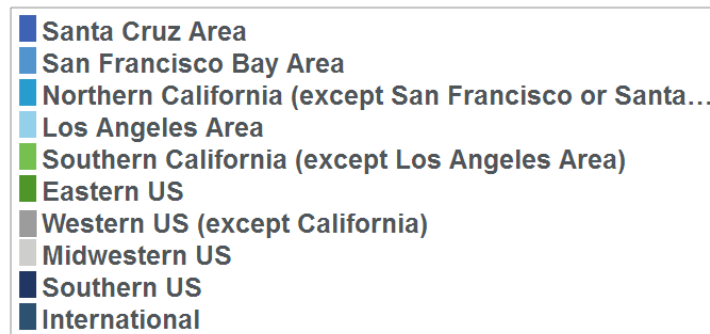 Santa Cruz Area
San Francisco Bay Area
Northern California (except San Francisco or Santa…
Los Angeles Area
Southern California (except Los Angeles Area)
Eastern US
Western US (except California)
Midwestern US
Southern US
International